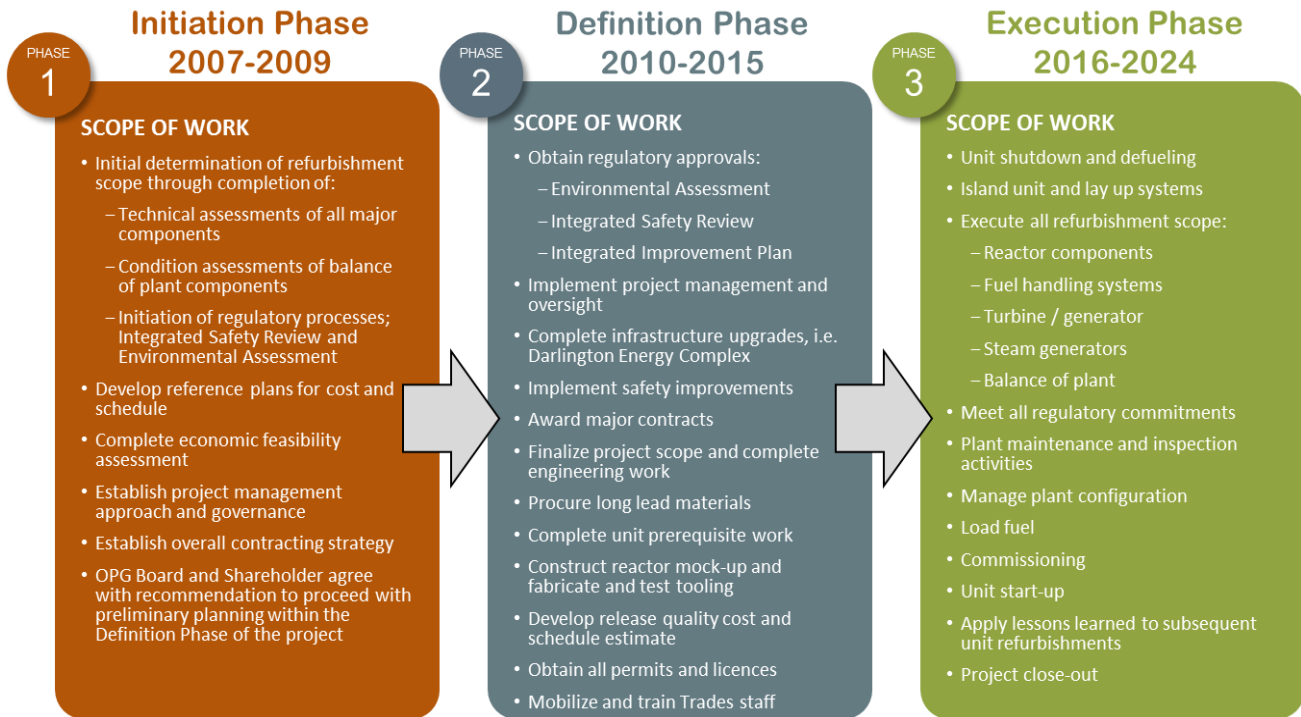 PHASE
1
Initiation Phase
2007-2009
SCOPE OF WORK
• Initial determination of refurbishment
scope through completion of:
– Technical assessments of all major
components
– Condition assessments of balance
of plant components
– Initiation of regulatory processes;
Integrated Safety Review and
Environmental Assessment
• Develop reference plans for cost and
schedule
• Complete economic feasibility
assessment
• Establish project management
approach and governance
• Establish overall contracting strategy
• OPG Board and Shareholder agree
with recommendation to proceed with
preliminary planning within the
Definition Phase of the project
PHASE
2
Definition Phase
2010-2015
SCOPE OF WORK
• Obtain regulatory approvals:
– Environmental Assessment
– Integrated Safety Review
– Integrated Improvement Plan
• Implement project management and
oversight
• Complete infrastructure upgrades, i.e.
Darlington Energy Complex
• Implement safety improvements
• Award major contracts
• Finalize project scope and complete
engineering work
• Procure long lead materials
• Complete unit prerequisite work
• Construct reactor mock-up and
fabricate and test tooling
• Develop release quality cost and
schedule estimate
• Obtain all permits and licences
• Mobilize and train Trades staff
PHASE
3
Execution Phase
2016-2024
SCOPE OF WORK
• Unit shutdown and defueling
• Island unit and lay up systems
• Execute all refurbishment scope:
– Reactor components
– Fuel handling systems
– Turbine / generator
– Steam generators
– Balance of plant
• Meet all regulatory commitments
• Plant maintenance and inspection
activities
• Manage plant configuration
• Load fuel
• Commissioning
• Unit start-up
• Apply lessons learned to subsequent
unit refurbishments
• Project close-out